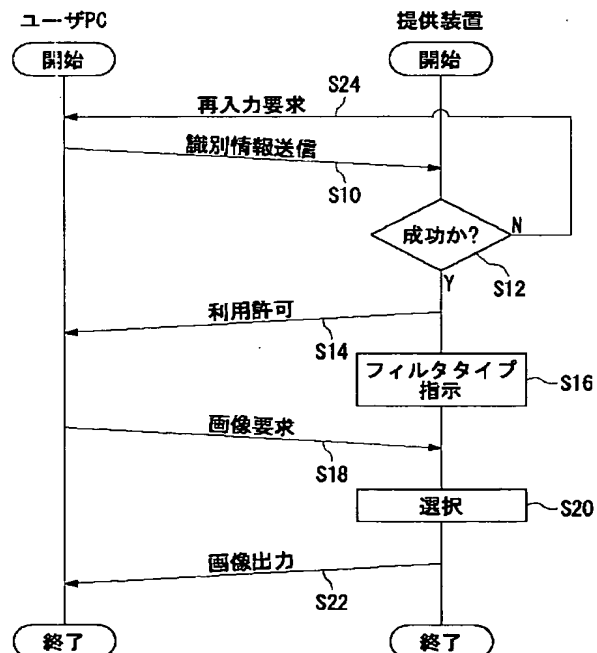 ユーザPC
提供装置
開始
開始
S24
再入力要求
識別情報送信
S10
成功か?
N
Y
S12
利用許可
S14
フィルタタイプ
指示
S16
画像要求
S18
選択
S20
画像出力
S22
終了
終了